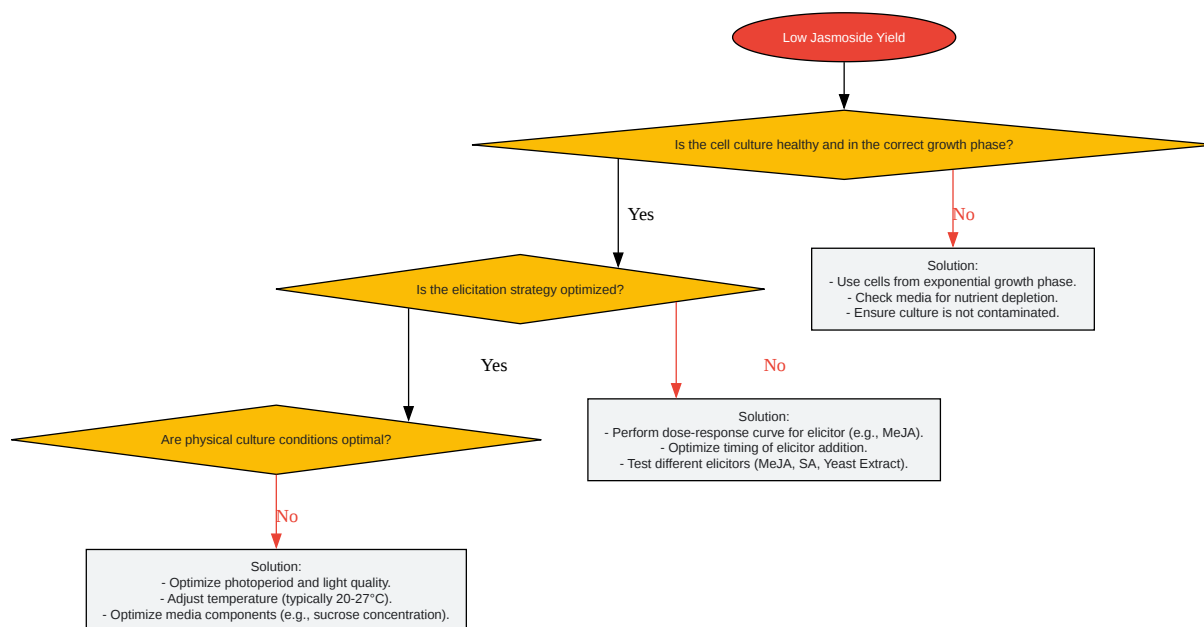 Low Jasmoside Yield
Is the cell culture healthy and in the correct growth phase?
Yes
No
Solution:
- Use cells from exponential growth phase.
- Check media for nutrient depletion.
- Ensure culture is not contaminated.
Is the elicitation strategy optimized?
Yes
No
Solution:
- Perform dose-response curve for elicitor (e.g., MeJA).
- Optimize timing of elicitor addition.
- Test different elicitors (MeJA, SA, Yeast Extract).
Are physical culture conditions optimal?
No
Solution:
- Optimize photoperiod and light quality.
- Adjust temperature (typically 20-27°C).
- Optimize media components (e.g., sucrose concentration).